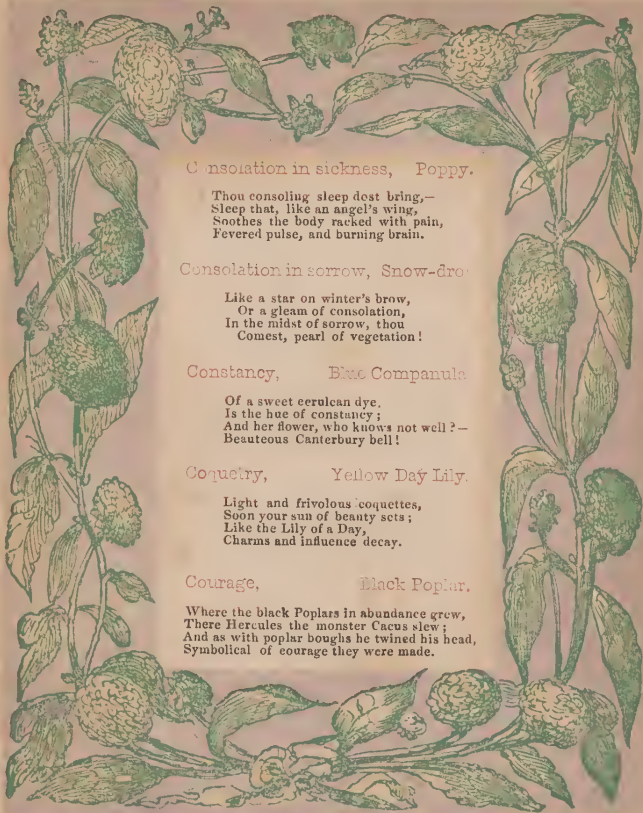 Consolation in sickness, Poppy.
Thou consoling sleep dost bring,—
Sleep that, like an angel's wing,
Soothes the body racked with pain,
Fevered pulse, and burning brain.
Consolation in sorrow, Snow-dro
Like a star on winter's brow,
Or a gleam of consolation,
In the midst of sorrow, thou
Comest, pearl of vegetation!
Constancy, Blue Companula
Of a sweet cerulean dye,
Is the hue of constancy;
And her flower, who knows not well?—
Beauteous Canterbury bell!
Coquetry, Yellow Day Lily.
Light and frivolous coquettes,
Soon your sun of beauty sets;
Like the Lily of a Day,
Charms and influence decay.
Courage, Black Poplar.
Where the black Poplars in abundance grew,
There Hercules the monster Cacus slew;
And as with poplar boughs he twined his head,
Symbolical of courage they were made.